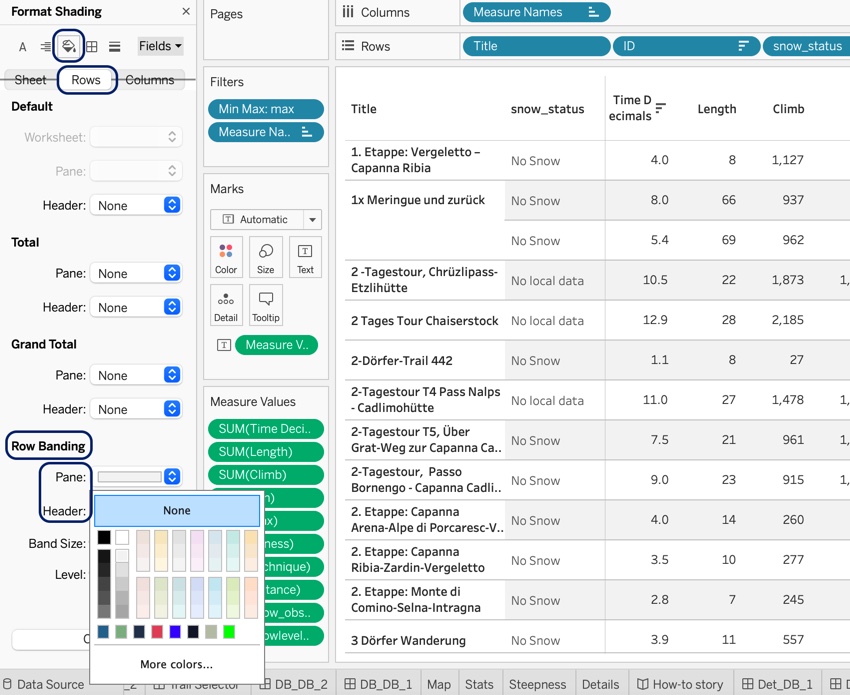 Format Shading
×
A
Fields
Sheet
Rows
Columns
Default
Worksheet:
Pane:
Header:
None
Total
Pane:
None
Header:
None
Grand Total
Pane:
None
Header:
None
Row Banding
Pane:
Header:
Band Size:
Level:
None
More colors...
Pages
Filters
Min Max: max
Measure Na..
Marks
T Automatic
Color
Size
T
Text
Detail
Tooltip
T Measure V..
Measure Values
SUM(Time Deci..
SUM(Length)
SUM(Climb)
Columns
Measure Names
Rows
Title
ID
snow_status
Title
snow_status
Time D
ecimals
Length
Climb
1. Etappe: Vergeletto –
Capanna Ribia
No Snow
4.0
8
1,127
1x Meringue und zurück
No Snow
8.0
66
937
No Snow
5.4
69
962
2 -Tagestour, Chrüzlipass-
Etzlihütte
No local data
10.5
22
1,873
1,
2 Tages Tour Chaiserstock
No local data
12.9
28
2,185
2-Dörfer-Trail 442
No Snow
1.1
8
27
2-Tagestour T4 Pass Nalps
- Cadlimohütte
No local data
11.0
27
1,478
1,
2-Tagestour T5, Über
Grat-Weg zur Capanna Ca..
No Snow
7.5
21
961
1,
2-Tagestour, Passo
Bornengo - Capanna Cadli..
No Snow
9.0
23
915
1,
2. Etappe: Capanna
Arena-Alpe di Porcaresc-V..
No Snow
4.0
14
260
2. Etappe: Capanna
Ribia-Zardin-Vergeletto
No Snow
3.5
10
277
2. Etappe: Monte di
Comino-Selna-Intragna
No Snow
2.8
7
245
3 Dörfer Wanderung
No Snow
3.9
11
557
Data Source
DB_DB_2
DB_DB_1
Map
Stats
Steepness
Details
How-to story
Det_DB_1